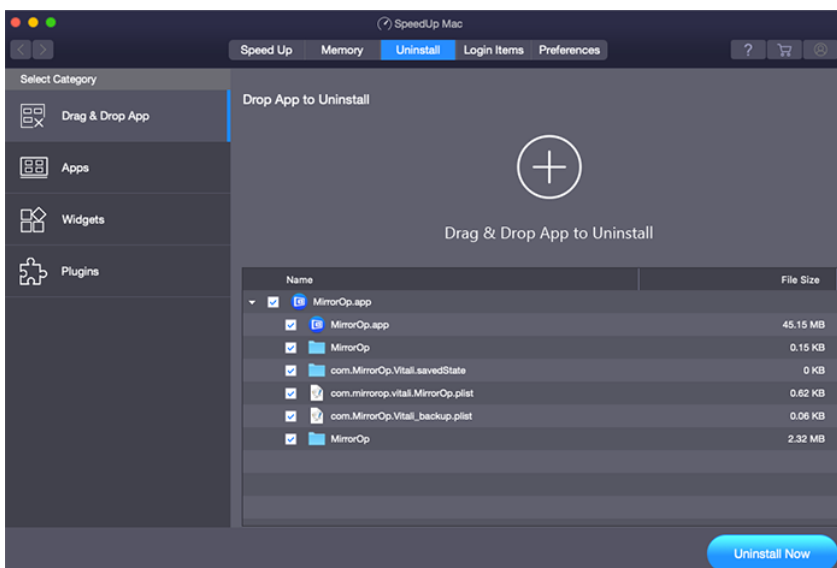 SpeedUp Mac
Speed Up Memory Uninstall Login Items Preferences ?
Select Category
Drag & Drop App
Apps
Widgets
Plugins
Drop App to Uninstall
Drag & Drop App to Uninstall
Name File Size
MirrorOp.app
MirrorOp.app 45.15 MB
MirrorOp 0.15 KB
com.MirrorOp.Vitali.savedState 0 KB
com.mirrorop.vitali.MirrorOp.plist 0.62 KB
com.MirrorOp.Vitali_backup.plist 0.06 KB
MirrorOp 2.32 MB
Uninstall Now